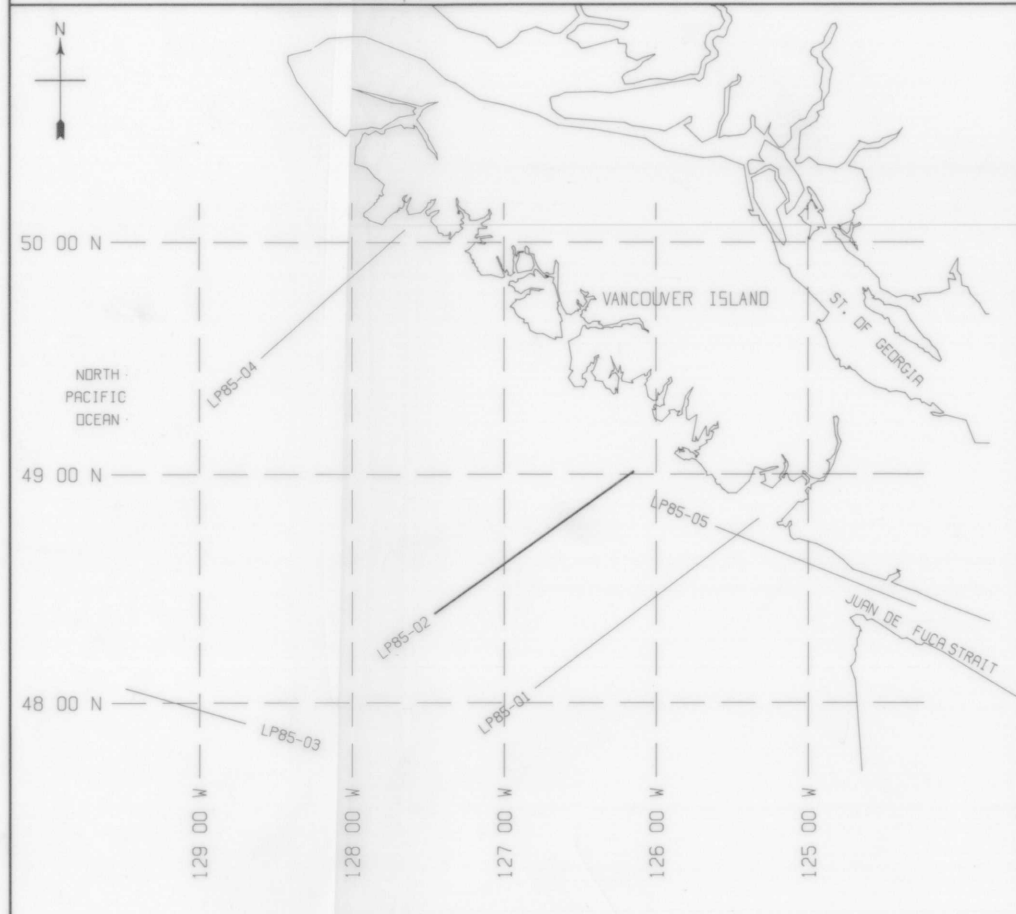 N
50 00 N
VANCOUVER ISLAND
ST. OF GEORGIA
NORTH
PACIFIC
OCEAN
LP85-04
49 00 N
LP85-05
LP85-02
JUAN DE FUCA STRAIT
48 00 N
LP85-01
LP85-03
129 00 W
128 00 W
127 00 W
126 00 W
125 00 W